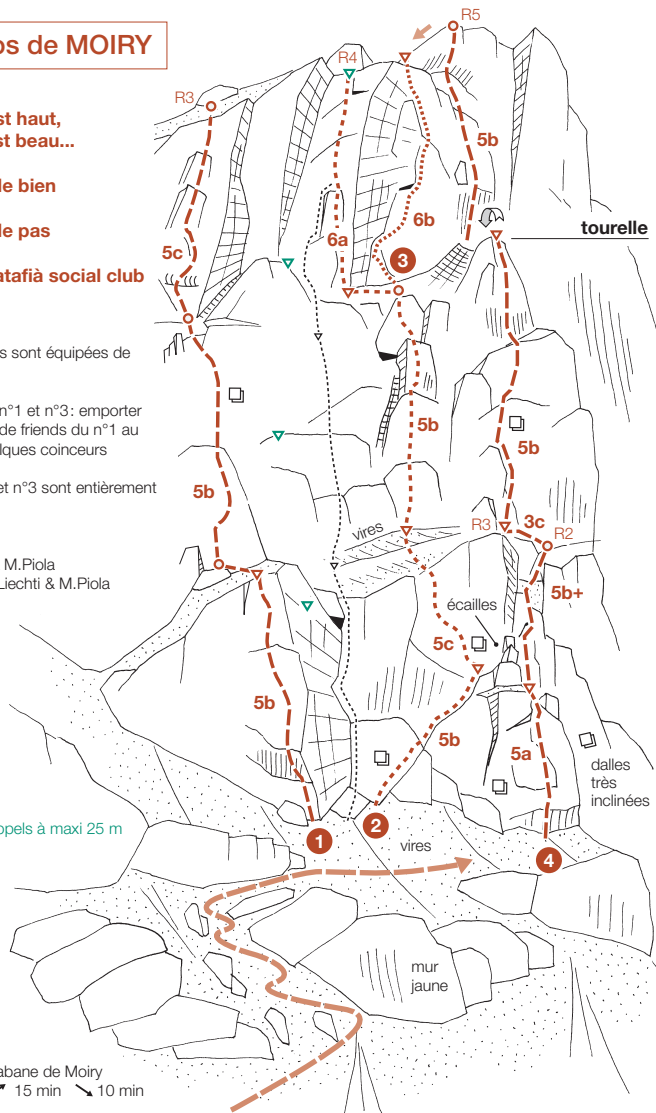 os de MOIRY
st haut,
st beau...
le bien
le pas
atafià social club
s sont équipées de
n°1 et n°3: emporter
de friends du n°1 au
lques coinceurs
et n°3 sont entièrement
M.Piola
Liechti & M.Piola
ppels à maxi 25 m
abane de Moiry
15 min 10 min
R5
R4
R3
5b
6b
tourelle
6a
3
5c
5b
5b
5b
vires
R3
3c
R2
5b+
écailles
5c
5b
5b
5a
dalles
très
inclinées
1
2
vires
4
mur
jaune